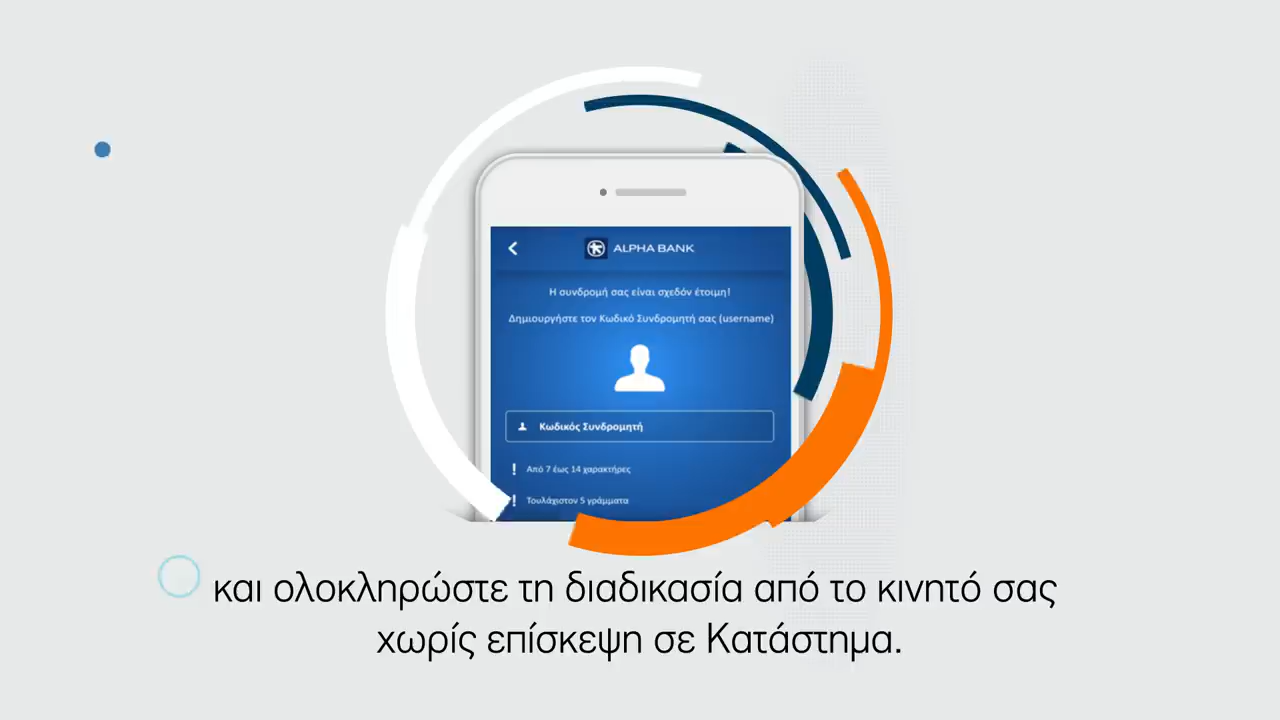 ALPHA BANK
Η συνδρομή σας είναι σχεδόν έτοιμη!
Δημιουργήστε τον Κωδικό Συνδρομητή σας (username)
Κωδικός Συνδρομητή
! Από 7 έως 14 χαρακτήρες
! Τουλάχιστον 5 γράμματα
και ολοκληρώστε τη διαδικασία από το κινητό σας
χωρίς επίσκεψη σε Κατάστημα.